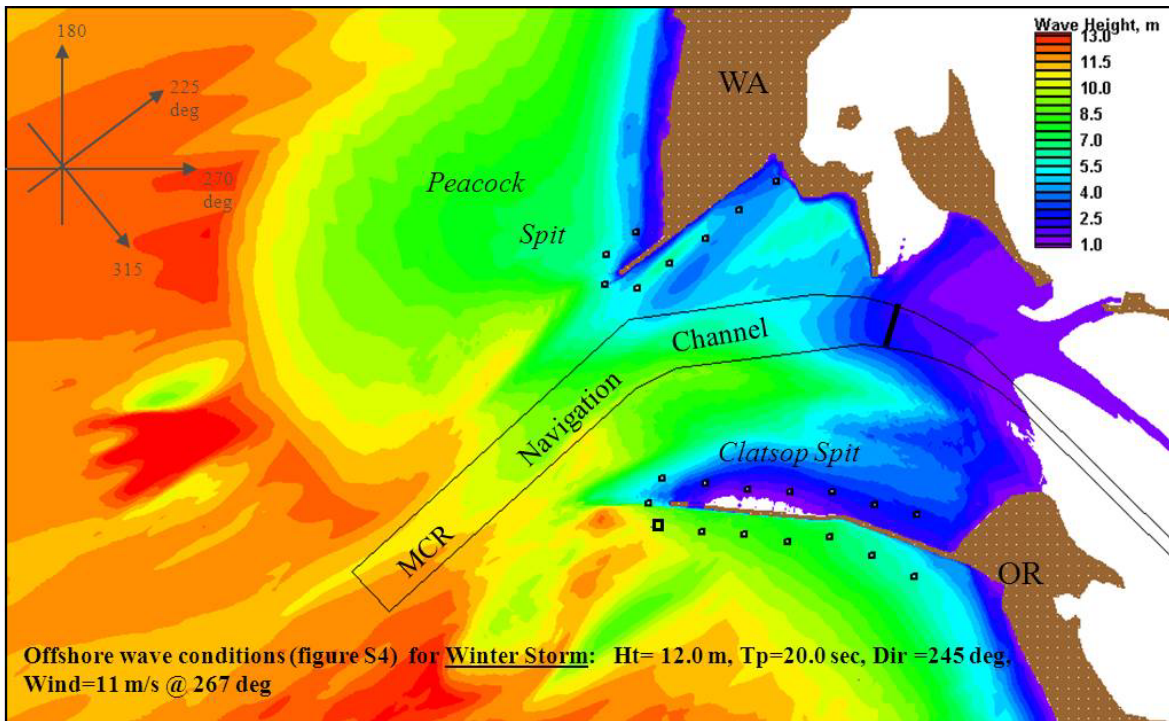 180
225
deg
270
deg
315
WA
Wave Height, m
13.0
11.5
10.0
8.5
7.0
5.5
4.0
2.5
1.0
Peacock
Spit
Channel
Navigation
MCR
Clatsop Spit
OR
Offshore wave conditions (figure S4) for Winter Storm: Ht= 12.0 m, Tp=20.0 sec, Dir =245 deg,
Wind=11 m/s @ 267 deg